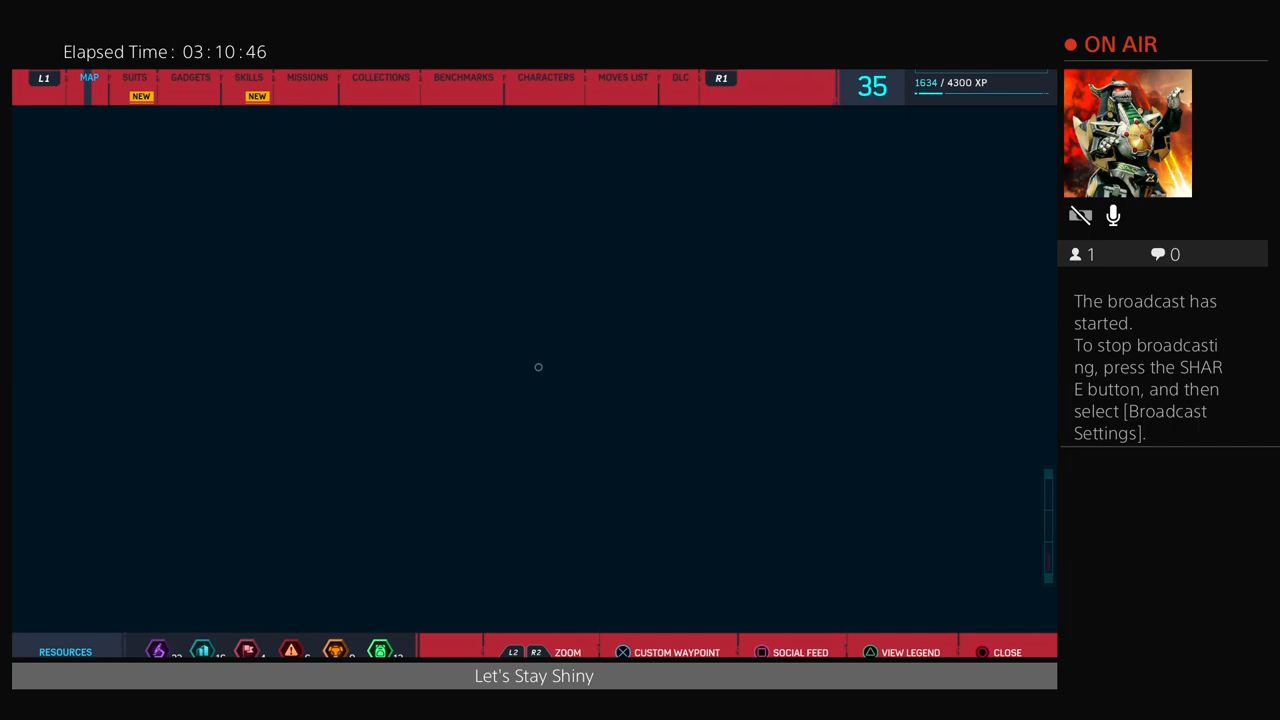 Elapsed Time: 03:10:46
ON AIR
L1 MAP SUITS GADGETS SKILLS MISSIONS COLLECTIONS BENCHMARKS CHARACTERS MOVES LIST DLC R1
NEW NEW
35
1634 / 4300 XP
1 0
The broadcast has
started.
To stop broadcasti
ng, press the SHAR
E button, and then
select [Broadcast
Settings].
RESOURCES
L2 R2 ZOOM CUSTOM WAYPOINT SOCIAL FEED VIEW LEGEND CLOSE
Let's Stay Shiny